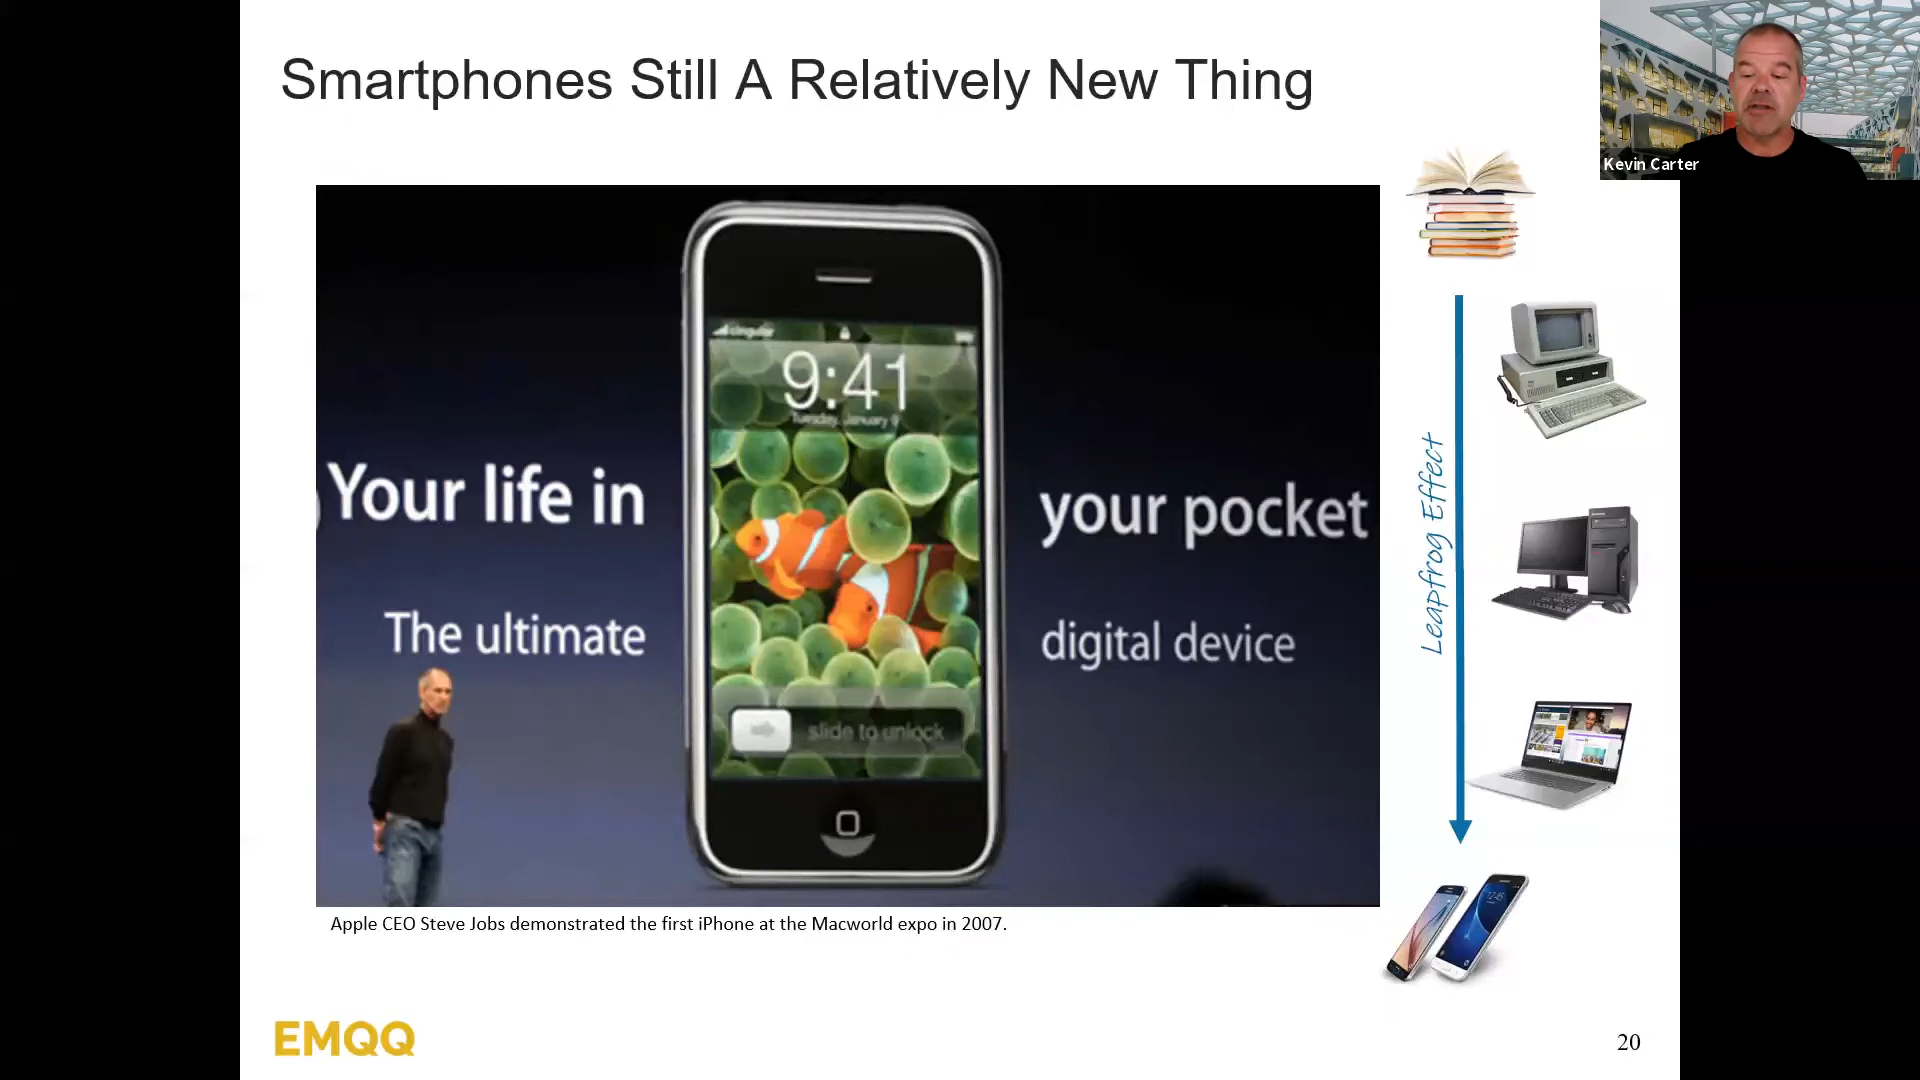 Smartphones Still A Relatively New Thing
Kevin Carter
cingular
9:41
Tuesday, January 9
Your life in your pocket
The ultimate digital device
slide to unlock
Leapfrog Effect
Apple CEO Steve Jobs demonstrated the first iPhone at the Macworld expo in 2007.
EMQQ
20